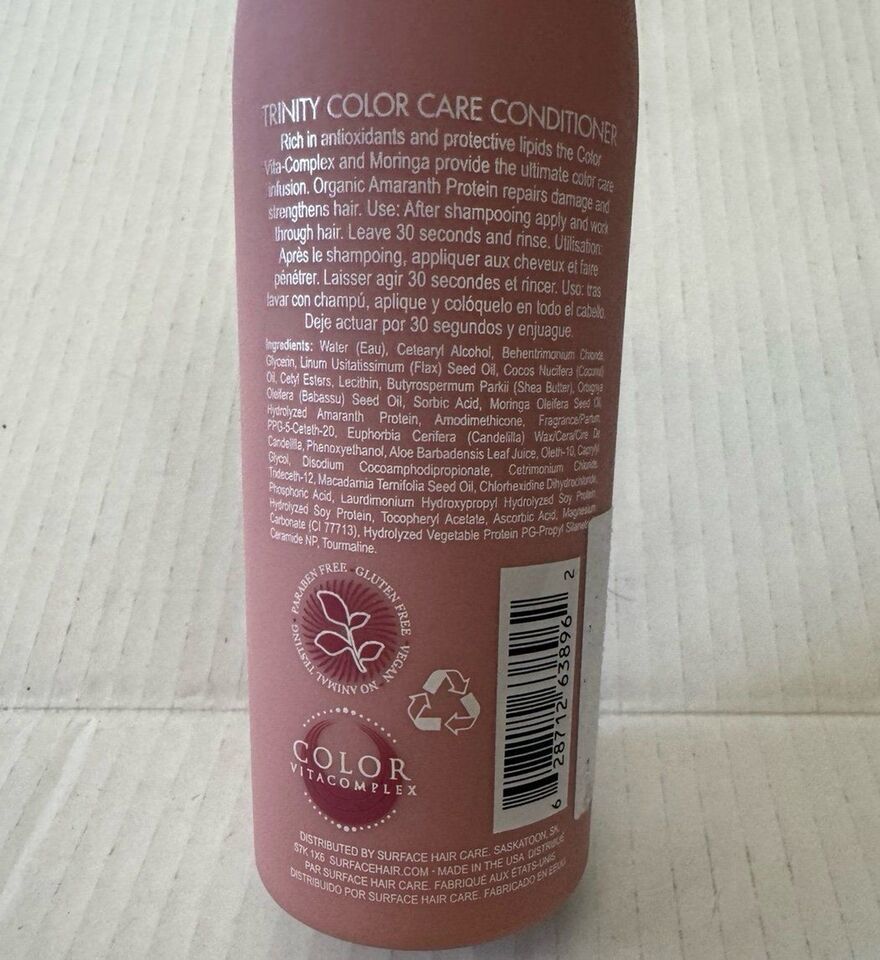 TRINITY COLOR CARE CONDITIONER
Rich in antioxidants and protective lipids the Color
Vita-Complex and Moringa provide the ultimate color care
infusion. Organic Amaranth Protein repairs damage and
strengthens hair. Use: After shampooing apply and work
through hair. Leave 30 seconds and rinse. Utilisation:
Après le shampoing, appliquer aux cheveux et faire
pénétrer. Laisser agir 30 secondes et rincer. Uso: tras
lavar con champú, aplique y colóquelo en todo el cabello.
Deje actuar por 30 segundos y enjuague.
Ingredients: Water (Eau), Cetearyl Alcohol, Behentrimonium Chloride,
Glycerin, Linum Usitatissimum (Flax) Seed Oil, Cocos Nucifera (Coconut)
Oil, Cetyl Esters, Lecithin, Butyrospermum Parkii (Shea Butter), Orbignya
Oleifera (Babassu) Seed Oil, Sorbic Acid, Moringa Oleifera Seed Oil,
Hydrolyzed Amaranth Protein, Amodimethicone, Fragrance/Parfum,
PPG-5-Ceteth-20, Euphorbia Cerifera (Candelilla) Wax/Cera/Cire De
Candelilla, Phenoxyethanol, Aloe Barbadensis Leaf Juice, Oleth-10, Caprylyl
Glycol, Disodium Cocoamphodipropionate, Cetrimonium Chloride,
Trideceth-12, Macadamia Ternifolia Seed Oil, Chlorhexidine Dihydrochloride,
Phosphoric Acid, Laurdimonium Hydroxypropyl Hydrolyzed Soy Protein,
Hydrolyzed Soy Protein, Tocopheryl Acetate, Ascorbic Acid, Magnesium
Carbonate (CI 77713), Hydrolyzed Vegetable Protein PG-Propyl
Ceramide NP, Tourmaline.
PARABEN FREE · GLUTEN FREE · VEGAN · NO ANIMAL TESTING ·
COLOR
VITACOMPLEX
6 28712 63896 2
DISTRIBUTED BY SURFACE HAIR CARE. SASKATOON, SK,
S7K 1X6 SURFACEHAIR.COM - MADE IN THE USA DISTRIBUÉ
PAR SURFACE HAIR CARE. FABRIQUÉ AUX ÉTATS-UNIS
DISTRIBUIDO POR SURFACE HAIR CARE. FABRICADO EN EEUU.